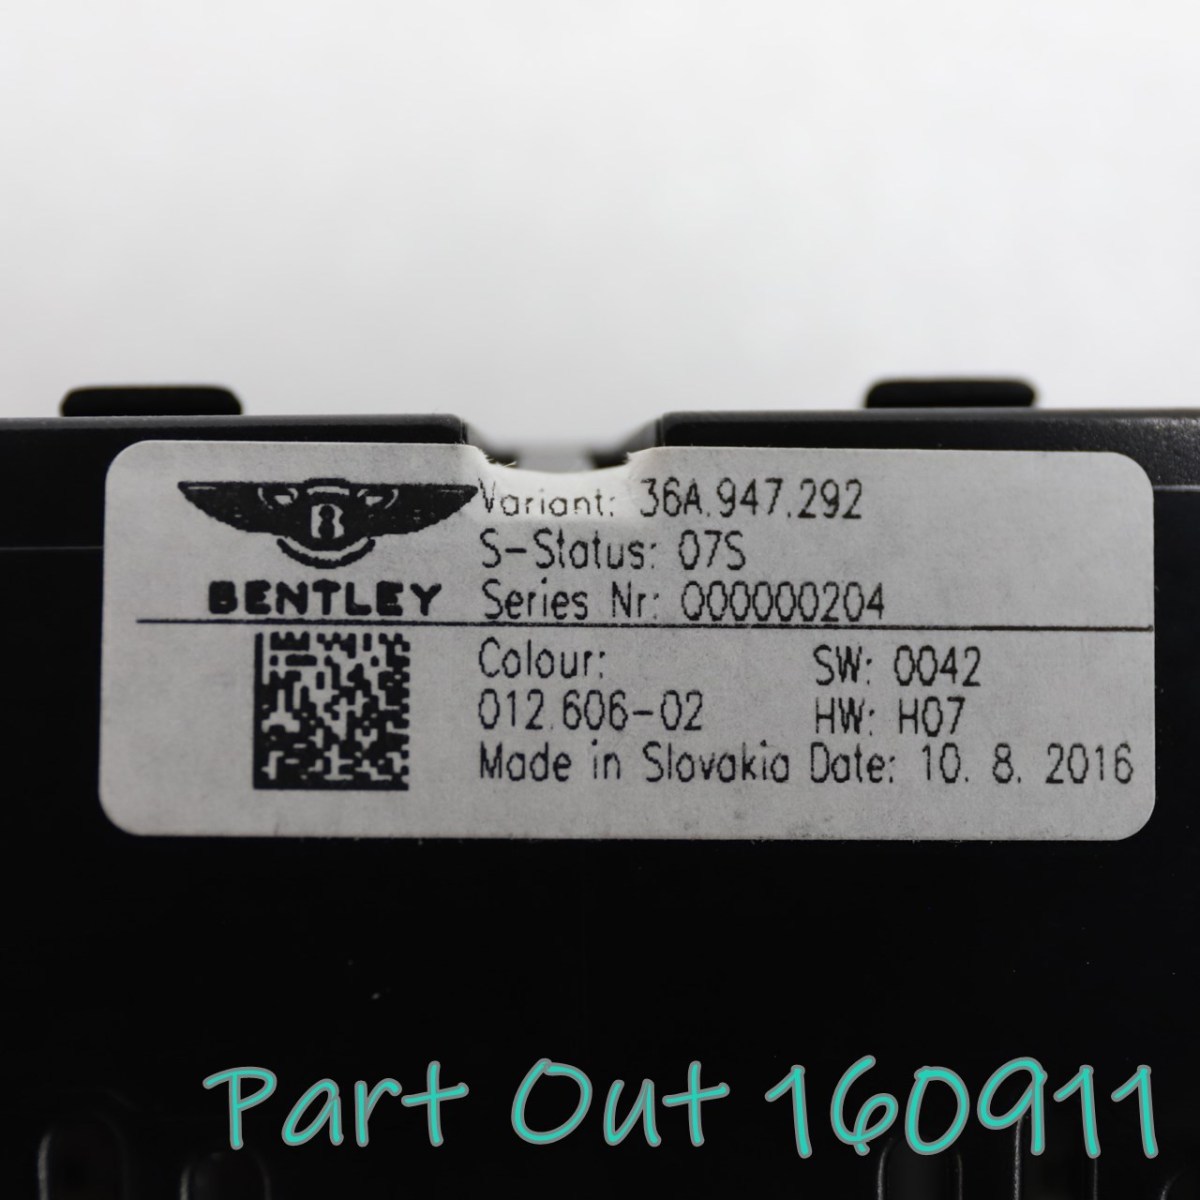 Variant: 36A.947.292
S-Status: 07S
BENTLEY Series Nr: 000000204
Colour: SW: 0042
012.606-02 HW: H07
Made in Slovakia Date: 10. 8. 2016
Part Out 160911